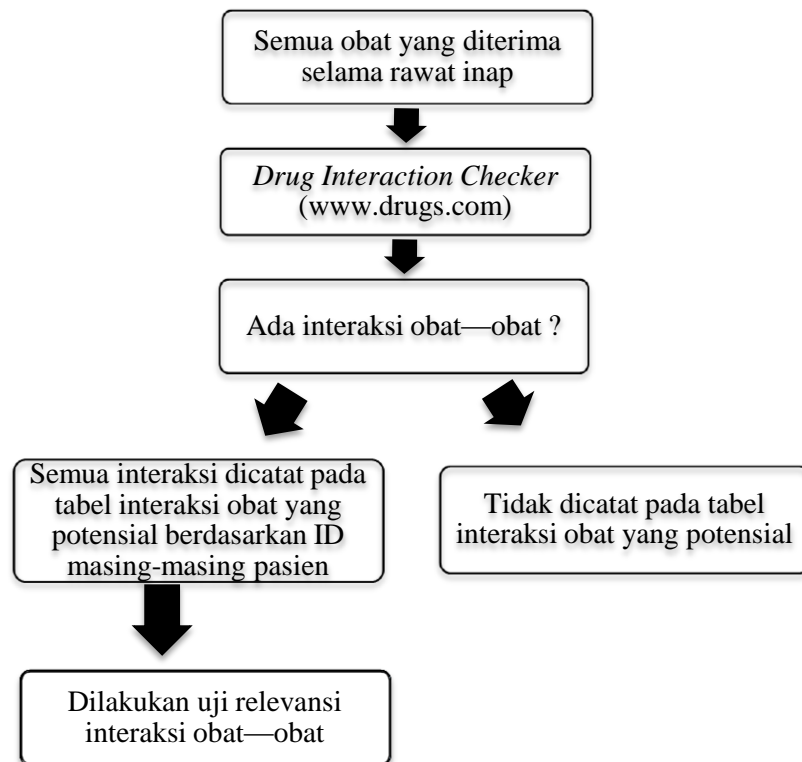 Semua obat yang diterima
selama rawat inap
Drug Interaction Checker
(www.drugs.com)
Ada interaksi obat—obat ?
Semua interaksi dicatat pada
tabel interaksi obat yang
potensial berdasarkan ID
masing-masing pasien
Tidak dicatat pada tabel
interaksi obat yang potensial
Dilakukan uji relevansi
interaksi obat—obat